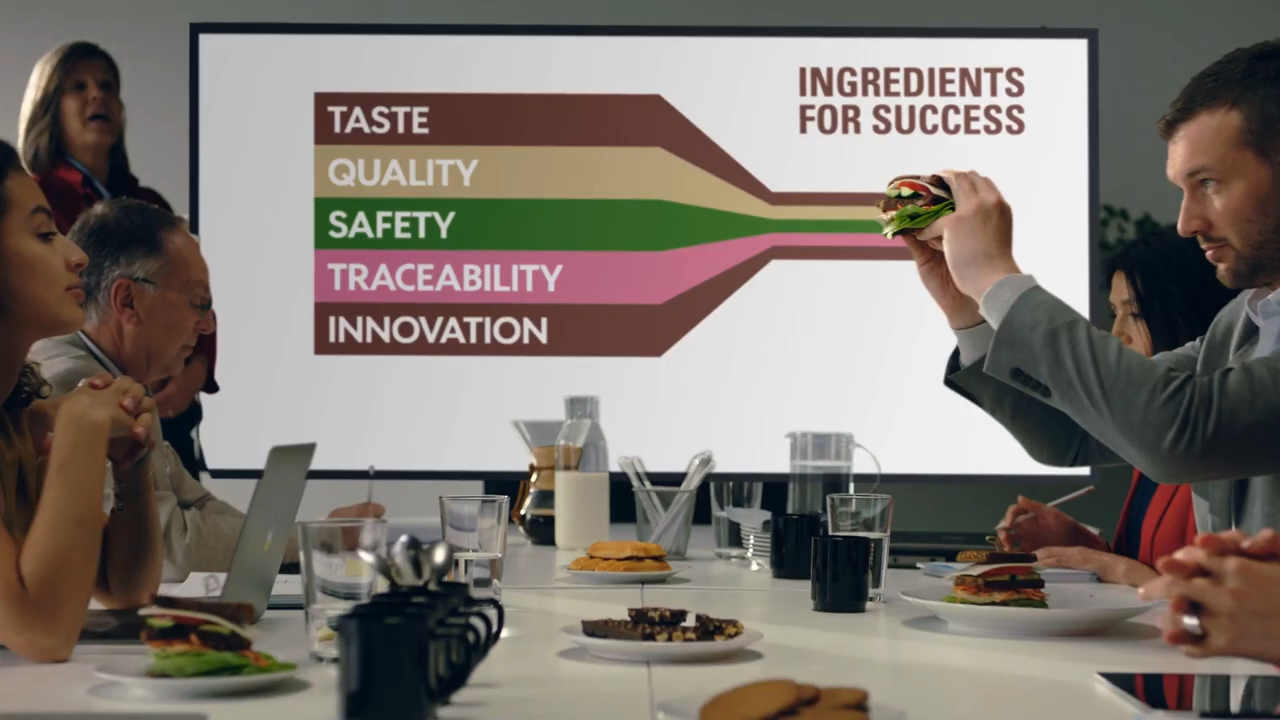 INGREDIENTS
FOR SUCCESS
TASTE
QUALITY
SAFETY
TRACEABILITY
INNOVATION